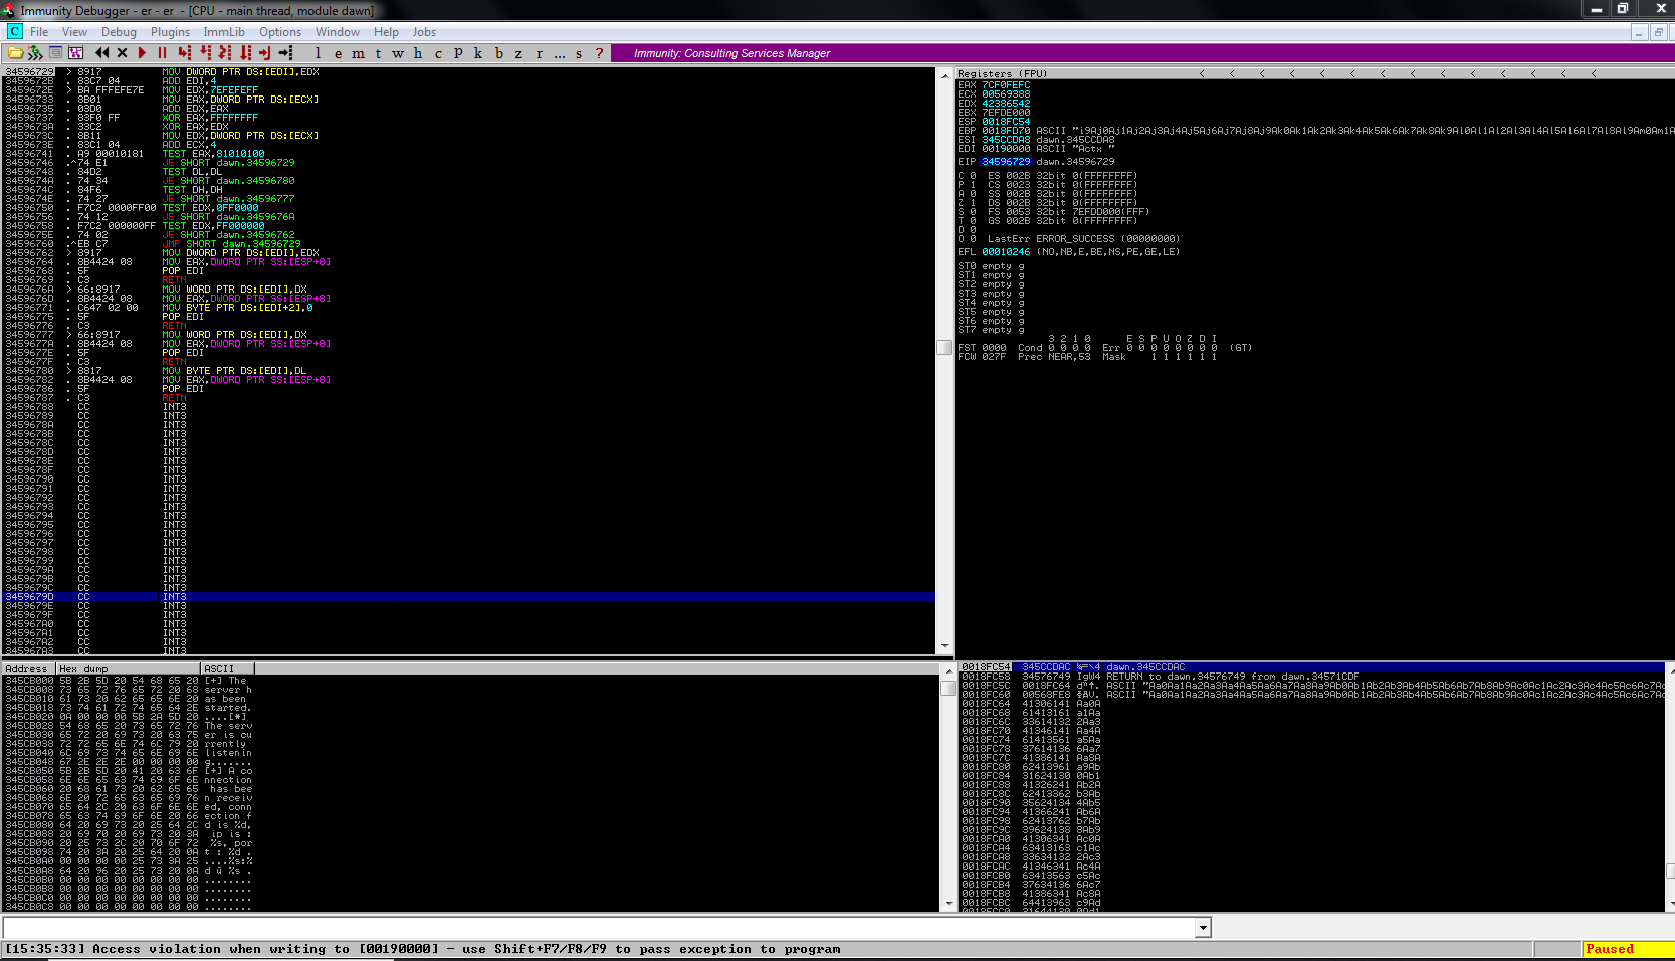 Immunity Debugger - er - er - [CPU - main thread, module dawn]
C File View Debug Plugins ImmLib Options Window Help Jobs
l e m t w h c P k b z r ... s ? Immunity: Consulting Services Manager
34596729 > 8917 MOV DWORD PTR DS:[EDI],EDX
3459672B . 83C7 04 ADD EDI,4
3459672E > BA FFFEFE7E MOV EDX,7EFEFEFF
34596733 . 8B01 MOV EAX,DWORD PTR DS:[ECX]
34596735 . 03D0 ADD EDX,EAX
34596737 . 83F0 FF XOR EAX,FFFFFFFF
3459673A . 33C2 XOR EAX,EDX
3459673C . 8B11 MOV EDX,DWORD PTR DS:[ECX]
3459673E . 83C1 04 ADD ECX,4
34596741 . A9 00010181 TEST EAX,81010100
34596746 .^74 E1 JE SHORT dawn.34596729
34596748 . 84D2 TEST DL,DL
3459674A . 74 34 JE SHORT dawn.34596780
3459674C . 84F6 TEST DH,DH
3459674E . 74 27 JE SHORT dawn.34596777
34596750 . F7C2 0000FF00 TEST EDX,0FF0000
34596756 . 74 12 JE SHORT dawn.3459676A
34596758 . F7C2 000000FF TEST EDX,FF000000
3459675E . 74 02 JE SHORT dawn.34596762
34596760 .^EB C7 JMP SHORT dawn.34596729
34596762 > 8917 MOV DWORD PTR DS:[EDI],EDX
34596764 . 8B4424 08 MOV EAX,DWORD PTR SS:[ESP+8]
34596768 . 5F POP EDI
34596769 . C3 RETN
3459676A > 66:8917 MOV WORD PTR DS:[EDI],DX
3459676D . 8B4424 08 MOV EAX,DWORD PTR SS:[ESP+8]
34596771 . C647 02 00 MOV BYTE PTR DS:[EDI+2],0
34596775 . 5F POP EDI
34596776 . C3 RETN
34596777 > 66:8917 MOV WORD PTR DS:[EDI],DX
3459677A . 8B4424 08 MOV EAX,DWORD PTR SS:[ESP+8]
3459677E . 5F POP EDI
3459677F . C3 RETN
34596780 > 8817 MOV BYTE PTR DS:[EDI],DL
34596782 . 8B4424 08 MOV EAX,DWORD PTR SS:[ESP+8]
34596786 . 5F POP EDI
34596787 . C3 RETN
34596788 CC INT3
34596789 CC INT3
3459678A CC INT3
3459678B CC INT3
3459678C CC INT3
3459678D CC INT3
3459678E CC INT3
3459678F CC INT3
34596790 CC INT3
34596791 CC INT3
34596792 CC INT3
34596793 CC INT3
34596794 CC INT3
34596795 CC INT3
34596796 CC INT3
34596797 CC INT3
34596798 CC INT3
34596799 CC INT3
3459679A CC INT3
3459679B CC INT3
3459679C CC INT3
3459679D CC INT3
3459679E CC INT3
3459679F CC INT3
345967A0 CC INT3
345967A1 CC INT3
345967A2 CC INT3
345967A3 CC INT3
Registers (FPU) < < < < < < < < < < < < < <
EAX 7CF0FEFC
ECX 00569388
EDX 42386542
EBX 7EFDE000
ESP 0018FC54
EBP 0018FD70 ASCII "i9Aj0Aj1Aj2Aj3Aj4Aj5Aj6Aj7Aj8Aj9Ak0Ak1Ak2Ak3Ak4Ak5Ak6Ak7Ak8Ak9Al0Al1Al2Al3Al4Al5Al6Al7Al8Al9Am0Am1A
ESI 345CCDA8 dawn.345CCDA8
EDI 00190000 ASCII "Actx "
EIP 34596729 dawn.34596729
C 0 ES 002B 32bit 0(FFFFFFFF)
P 1 CS 0023 32bit 0(FFFFFFFF)
A 0 SS 002B 32bit 0(FFFFFFFF)
Z 1 DS 002B 32bit 0(FFFFFFFF)
S 0 FS 0053 32bit 7EFDD000(FFF)
T 0 GS 002B 32bit 0(FFFFFFFF)
D 0
O 0 LastErr ERROR_SUCCESS (00000000)
EFL 00010246 (NO,NB,E,BE,NS,PE,GE,LE)
ST0 empty g
ST1 empty g
ST2 empty g
ST3 empty g
ST4 empty g
ST5 empty g
ST6 empty g
ST7 empty g
3 2 1 0 E S P U O Z D I
FST 0000 Cond 0 0 0 0 Err 0 0 0 0 0 0 0 0 (GT)
FCW 027F Prec NEAR,53 Mask 1 1 1 1 1 1
Address Hex dump ASCII
345CB000 5B 2B 5D 20 54 68 65 20 [+] The
345CB008 73 65 72 76 65 72 20 68 server h
345CB010 61 73 20 62 65 65 6E 20 as been
345CB018 73 74 61 72 74 65 64 2E started.
345CB020 0A 00 00 00 5B 2A 5D 20 ....[*]
345CB028 54 68 65 20 73 65 72 76 The serv
345CB030 65 72 20 69 73 20 63 75 er is cu
345CB038 72 72 65 6E 74 6C 79 20 rrently
345CB040 6C 69 73 74 65 6E 69 6E listenin
345CB048 67 2E 2E 2E 00 00 00 00 g.......
345CB050 5B 2B 5D 20 41 20 63 6F [+] A co
345CB058 6E 6E 65 63 74 69 6F 6E nnection
345CB060 20 68 61 73 20 62 65 65 has bee
345CB068 6E 20 72 65 63 65 69 76 n receiv
345CB070 65 64 2C 20 63 6F 6E 6E ed, conn
345CB078 65 63 74 69 6F 6E 20 66 ection f
345CB080 64 20 69 73 20 25 64 2C d is %d,
345CB088 20 69 70 20 69 73 20 3A ip is :
345CB090 20 25 73 2C 20 70 6F 72 %s, por
345CB098 74 20 3A 20 25 64 20 0A t : %d .
345CB0A0 00 00 00 00 25 73 3A 25 ....%s:%
345CB0A8 64 20 96 20 25 73 20 0A d û %s .
345CB0B0 00 00 00 00 00 00 00 00 ........
345CB0B8 00 00 00 00 00 00 00 00 ........
345CB0C0 00 00 00 00 00 00 00 00 ........
345CB0C8 00 00 00 00 00 00 00 00 ........
0018FC54 345CCDAC ¼=\4 dawn.345CCDAC
0018FC58 34576749 IgW4 RETURN to dawn.34576749 from dawn.34571CDF
0018FC5C 0018FC64 ASCII "Aa0Aa1Aa2Aa3Aa4Aa5Aa6Aa7Aa8Aa9Ab0Ab1Ab2Ab3Ab4Ab5Ab6Ab7Ab8Ab9Ac0Ac1Ac2Ac3Ac4Ac5Ac6Ac7Ac
0018FC60 00568FE8 ASCII "Aa0Aa1Aa2Aa3Aa4Aa5Aa6Aa7Aa8Aa9Ab0Ab1Ab2Ab3Ab4Ab5Ab6Ab7Ab8Ab9Ac0Ac1Ac2Ac3Ac4Ac5Ac6Ac7Ac
0018FC64 41306141 Aa0A
0018FC68 61413161 a1Aa
0018FC6C 33614132 2Aa3
0018FC70 41346141 Aa4A
0018FC74 61413561 a5Aa
0018FC78 37614136 6Aa7
0018FC7C 41386141 Aa8A
0018FC80 62413961 a9Ab
0018FC84 31624130 0Ab1
0018FC88 41326241 Ab2A
0018FC8C 62413362 b3Ab
0018FC90 35624134 4Ab5
0018FC94 41366241 Ab6A
0018FC98 62413762 b7Ab
0018FC9C 39624138 8Ab9
0018FCA0 41306341 Ac0A
0018FCA4 63413163 c1Ac
0018FCA8 33634132 2Ac3
0018FCAC 41346341 Ac4A
0018FCB0 63413563 c5Ac
0018FCB4 37634136 6Ac7
0018FCB8 41386341 Ac8A
0018FCBC 64413963 c9Ad
0018FCC0 31644130 0Ad1
[15:35:33] Access violation when writing to [00190000] - use Shift+F7/F8/F9 to pass exception to program
Paused